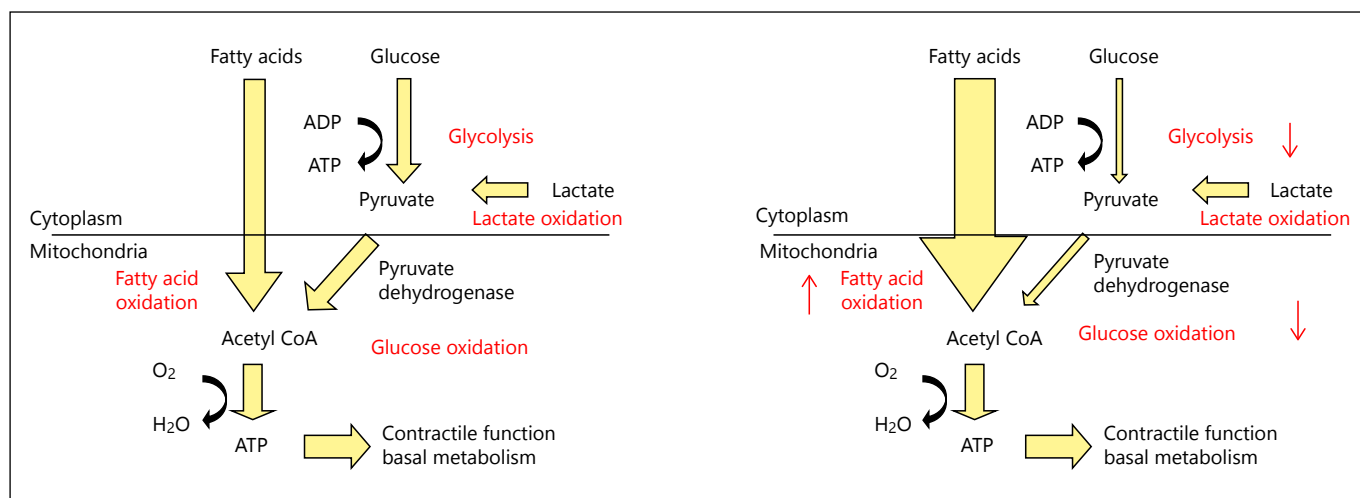 Fatty acids
Glucose
ADP
ATP
Glycolysis
Pyruvate
Lactate
Lactate oxidation
Cytoplasm
Mitochondria
Fatty acid
oxidation
Pyruvate
dehydrogenase
Acetyl CoA
Glucose oxidation
O2
H2O
ATP
Contractile function
basal metabolism
Fatty acids
Glucose
ADP
ATP
Glycolysis
Pyruvate
Lactate
Lactate oxidation
Cytoplasm
Mitochondria
Fatty acid
oxidation
Pyruvate
dehydrogenase
Acetyl CoA
Glucose oxidation
O2
H2O
ATP
Contractile function
basal metabolism